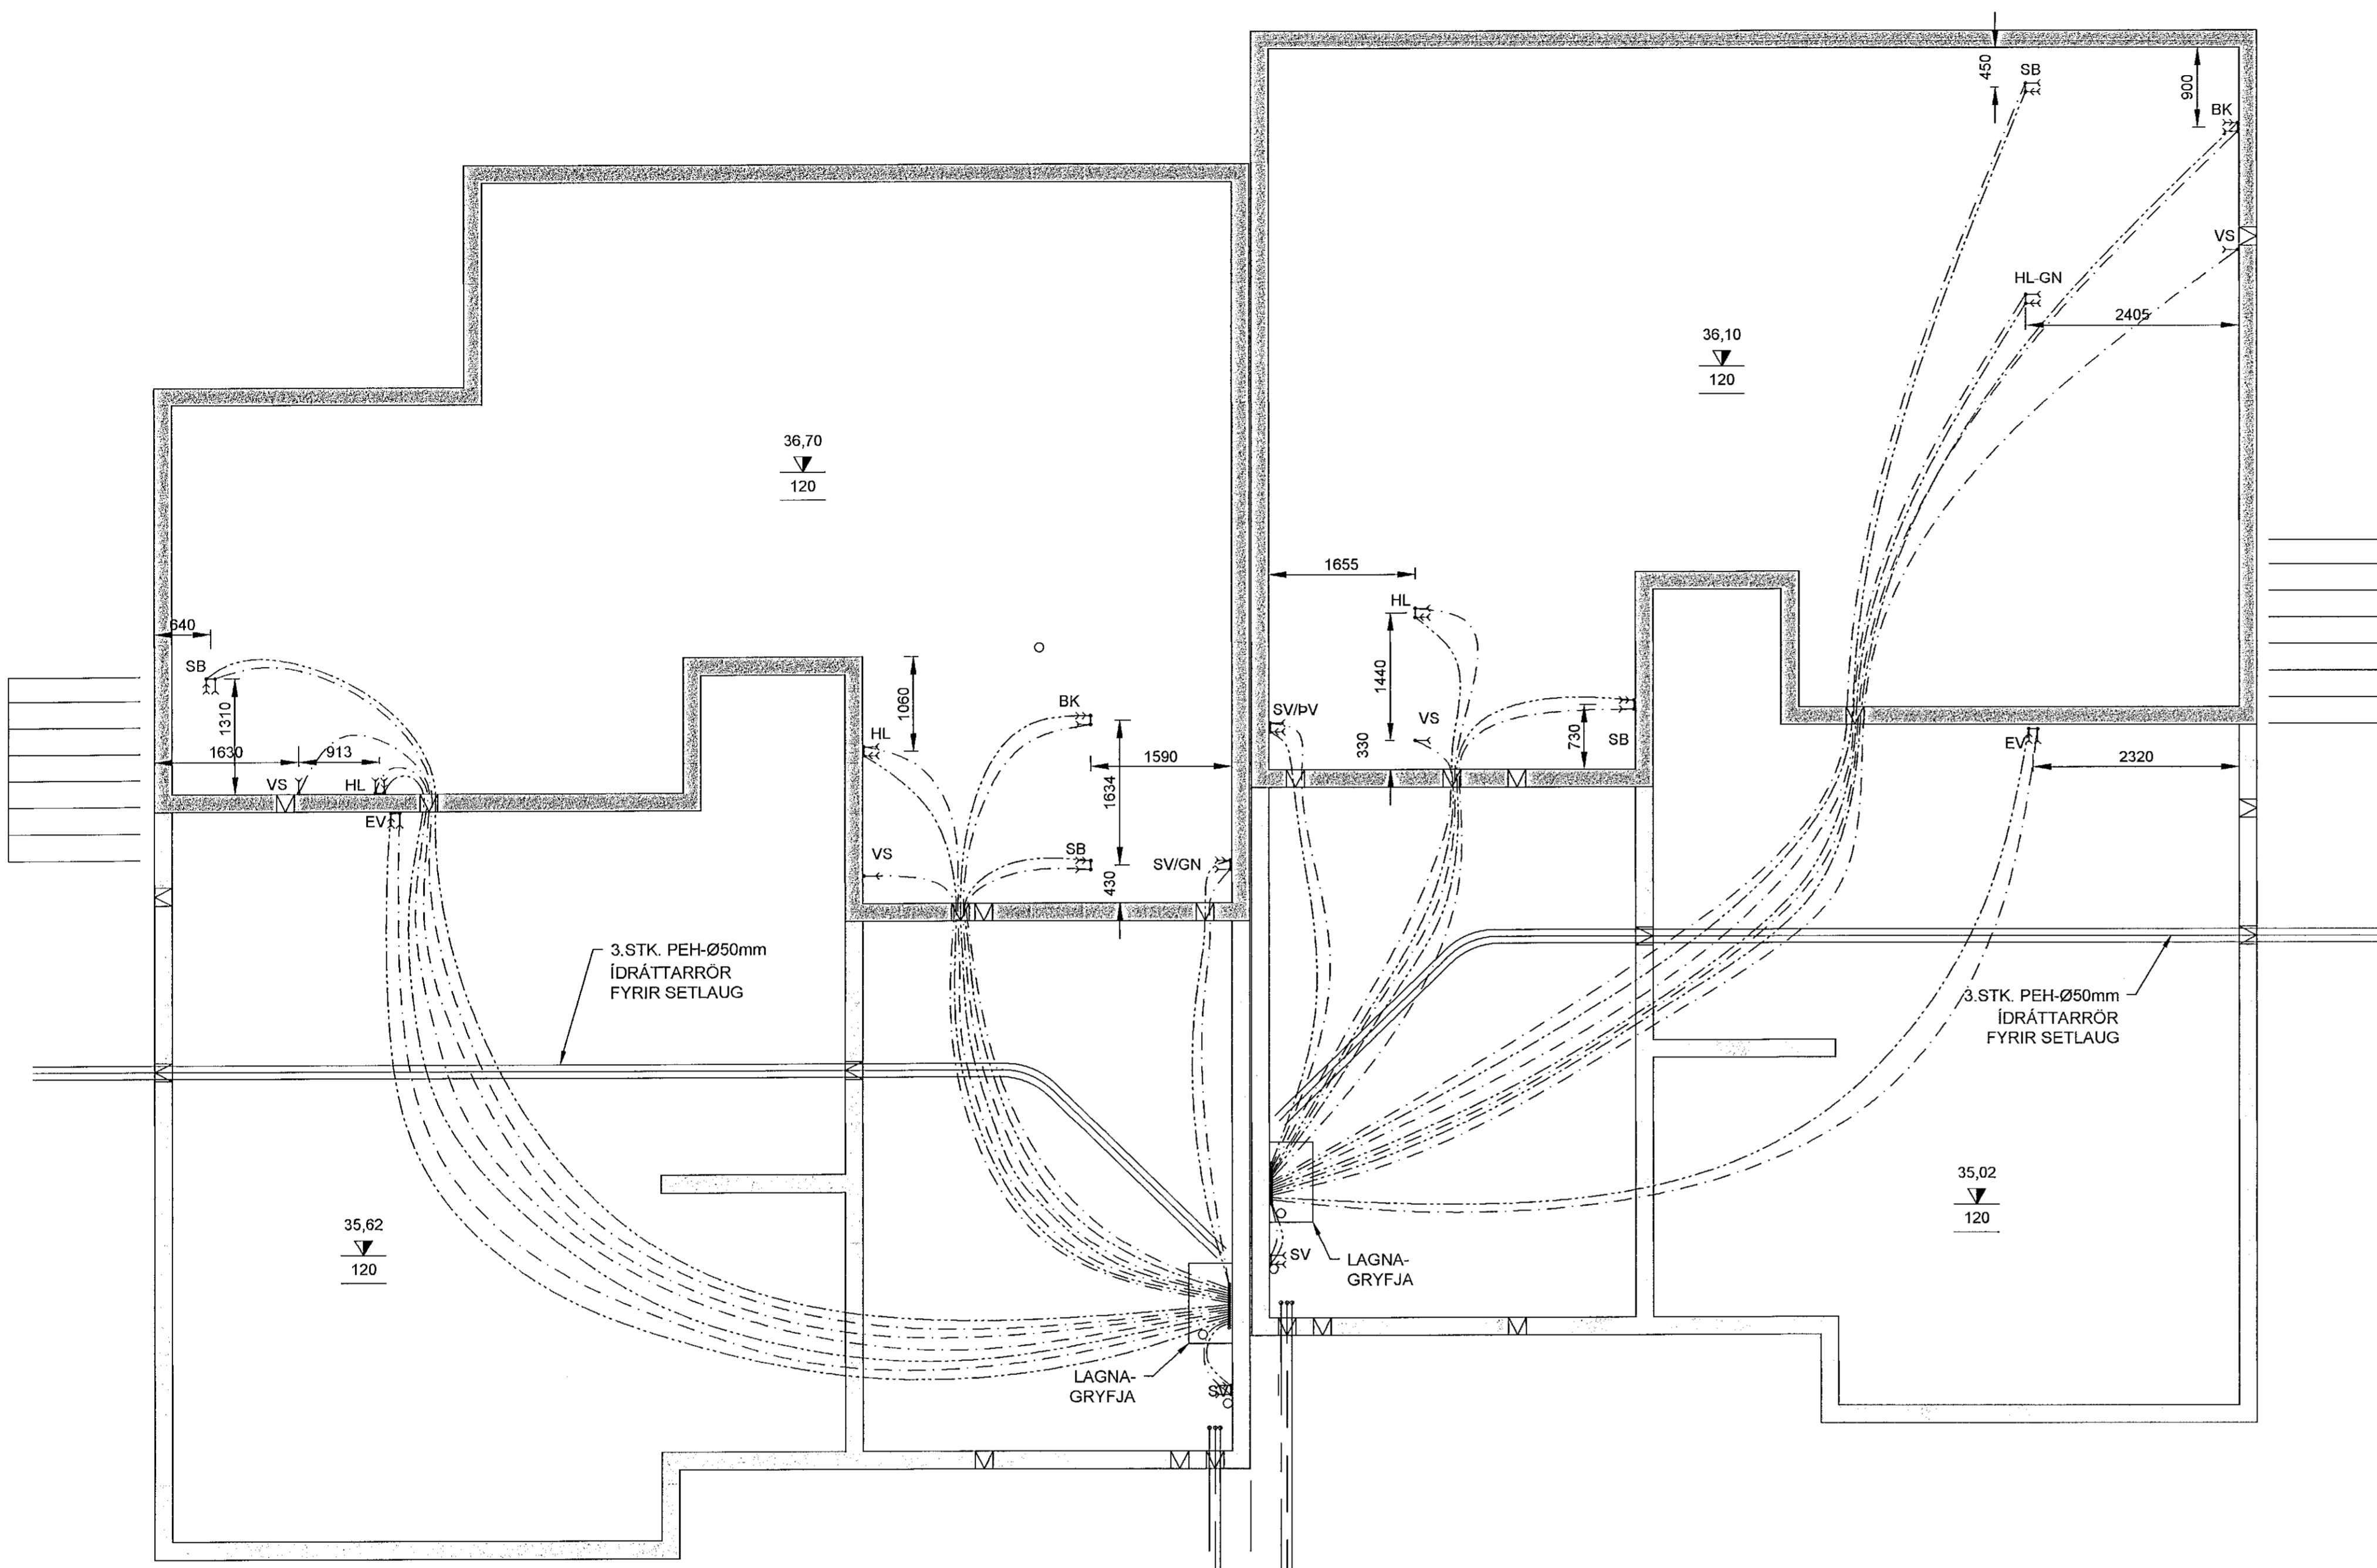 450
SB
900
BK
VS
HL-GN
2405
36,10
120
36,70
120
1655
HL
1440
SV/ÞV
VS
330
730
SB
EV
2320
640
SB
1310
1630
913
VS
HL
EV
1060
HL
BK
1590
1634
VS
SB
SV/GN
430
3.STK. PEH-Ø50mm
ÍDRÁTTARRÖR
FYRIR SETLAUG
3.STK. PEH-Ø50mm
ÍDRÁTTARRÖR
FYRIR SETLAUG
35,62
120
35,02
120
SV
LAGNA-
GRYFJA
LAGNA-
GRYFJA
SV